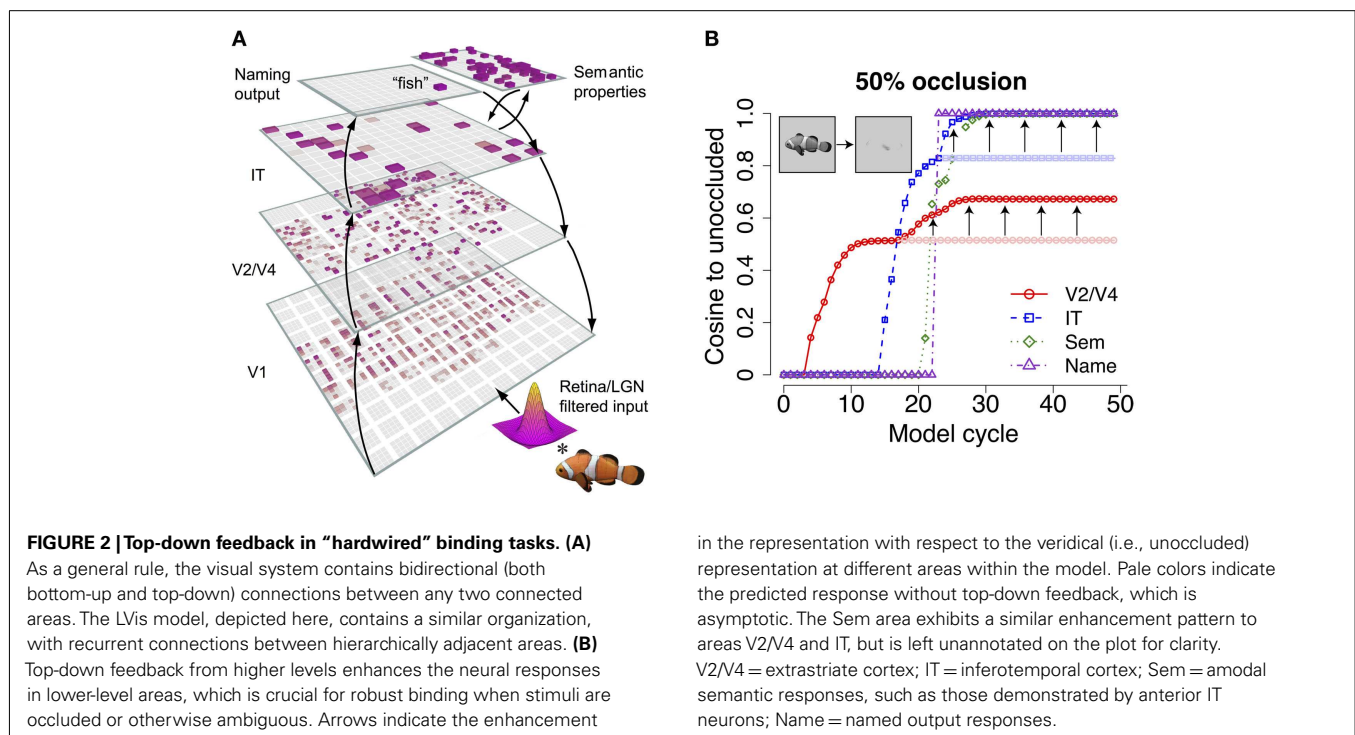 A
Naming
output
"fish"
Semantic
properties
IT
V2/V4
V1
Retina/LGN
filtered input
*
B
50% occlusion
Cosine to unoccluded
1.0
0.8
0.6
0.4
0.2
0
V2/V4
IT
Sem
Name
0 10 20 30 40 50
Model cycle
FIGURE 2 | Top-down feedback in “hardwired” binding tasks. (A)
As a general rule, the visual system contains bidirectional (both
bottom-up and top-down) connections between any two connected
areas. The LVis model, depicted here, contains a similar organization,
with recurrent connections between hierarchically adjacent areas. (B)
Top-down feedback from higher levels enhances the neural responses
in lower-level areas, which is crucial for robust binding when stimuli are
occluded or otherwise ambiguous. Arrows indicate the enhancement
in the representation with respect to the veridical (i.e., unoccluded)
representation at different areas within the model. Pale colors indicate
the predicted response without top-down feedback, which is
asymptotic. The Sem area exhibits a similar enhancement pattern to
areas V2/V4 and IT, but is left unannotated on the plot for clarity.
V2/V4 = extrastriate cortex; IT = inferotemporal cortex; Sem = amodal
semantic responses, such as those demonstrated by anterior IT
neurons; Name = named output responses.